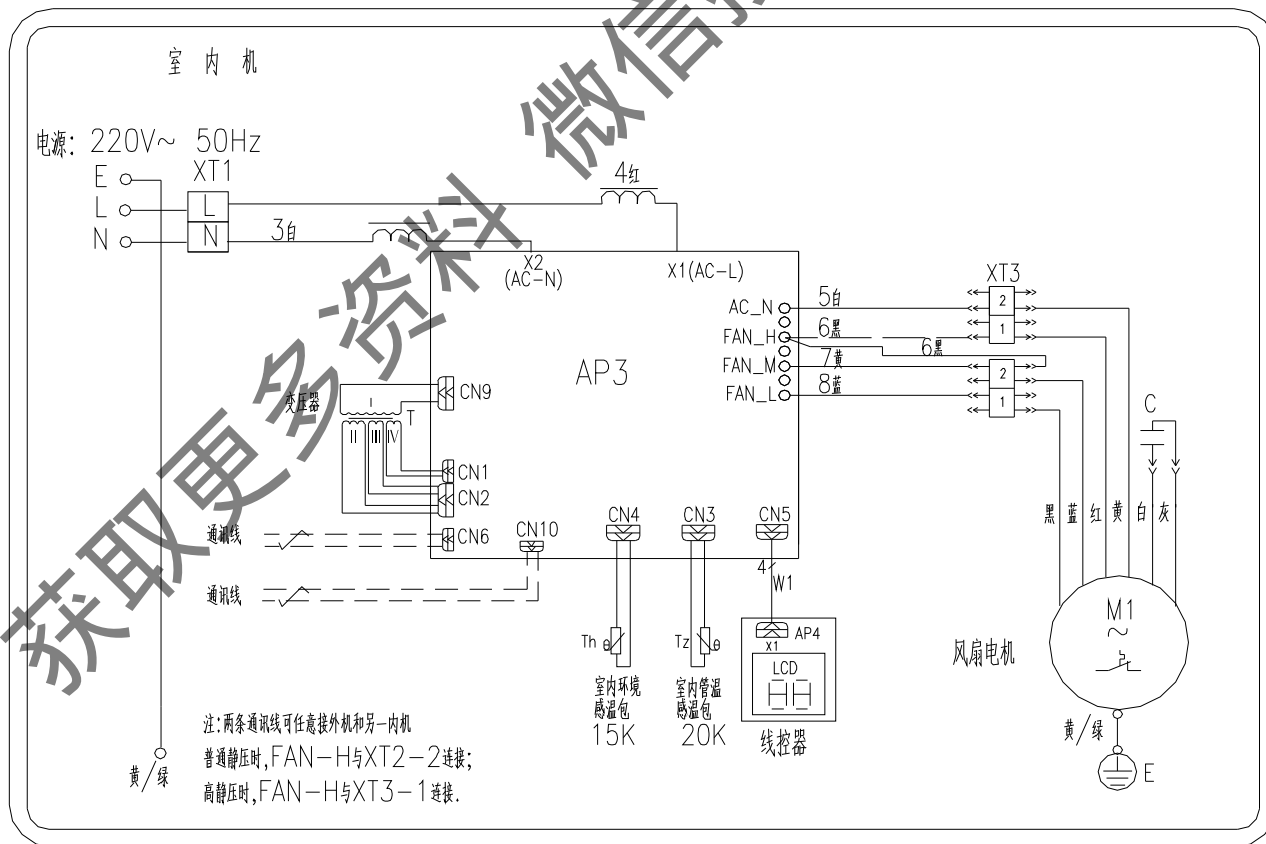 室 内 机
电源: 220V~ 50Hz
E
XT1
L
L
N
N
3白
4红
X2
(AC-N)
X1(AC-L)
AP3
AC_N
FAN_H
FAN_M
FAN_L
5白
6黑
6黑
7黄
8蓝
XT3
2
1
2
1
变压器
I
T
II
III
IV
CN9
CN1
CN2
CN6
CN10
CN4
CN3
CN5
通讯线
通讯线
4
W1
Th
θ
Tz
θ
X1
AP4
LCD
室内环境
感温包
15K
室内管温
感温包
20K
线控器
C
黑 蓝 红 黄 白 灰
M1
~
风扇电机
黄/绿
E
黄/绿
注:两条通讯线可任意接外机和另一内机
普通静压时,FAN-H与XT2-2连接;
高静压时,FAN-H与XT3-1连接.
获取更多资料 微信